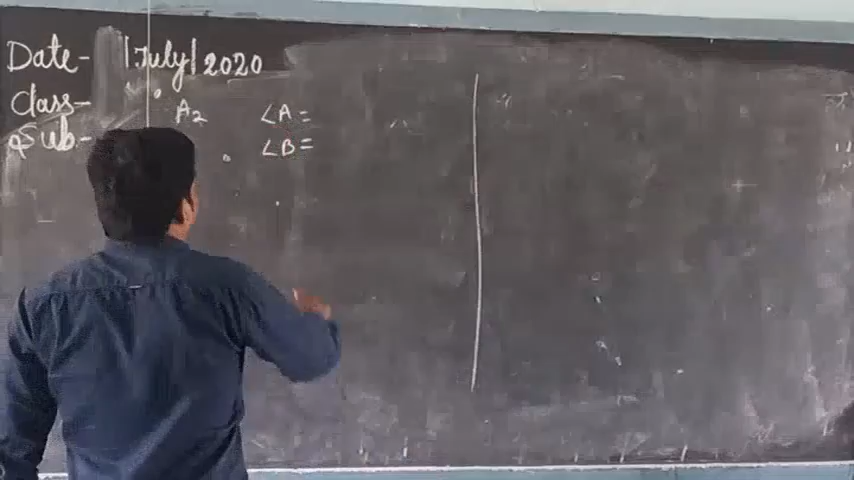 Date- 1 July 2020
Class-
Sub-
A2
∠A=
∠B=